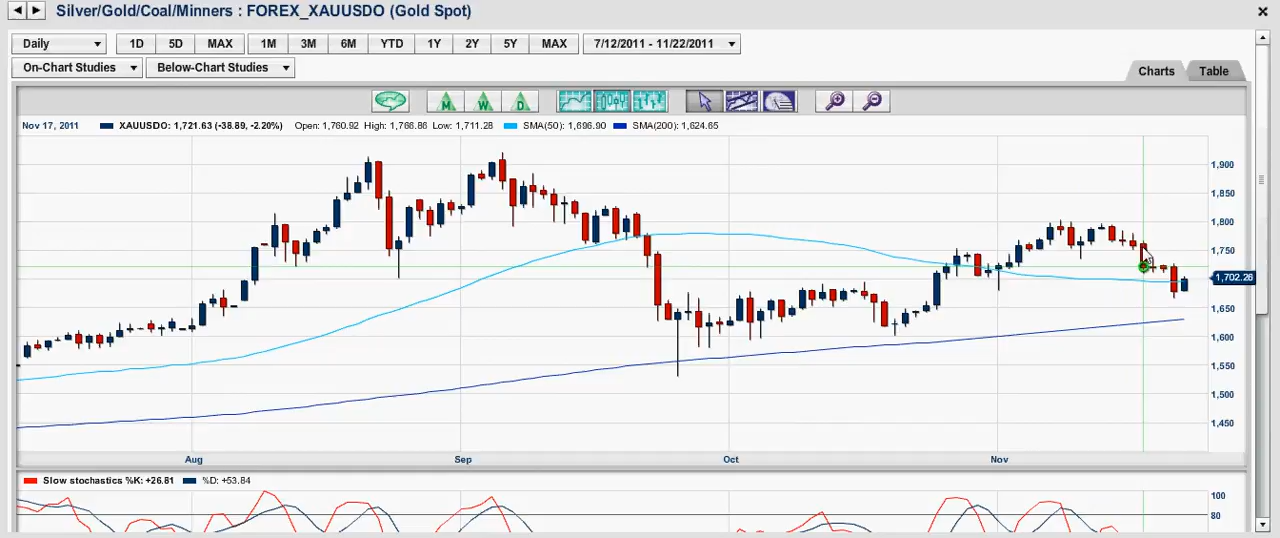 Silver/Gold/Coal/Minners : FOREX_XAUUSDO (Gold Spot)
Daily 1D 5D MAX 1M 3M 6M YTD 1Y 2Y 5Y MAX 7/12/2011 - 11/22/2011
On-Chart Studies Below-Chart Studies Charts Table
M W D
Nov 17, 2011 XAUUSDO: 1,721.63 (-38.89, -2.20%) Open: 1,760.92 High: 1,766.86 Low: 1,711.28 SMA(50): 1,696.90 SMA(200): 1,624.65
1,900
1,850
1,800
1,750
1,702.26
1,650
1,600
1,550
1,500
1,450
Aug Sep Oct Nov
Slow stochastics %K: +26.81 %D: +53.84
100
80